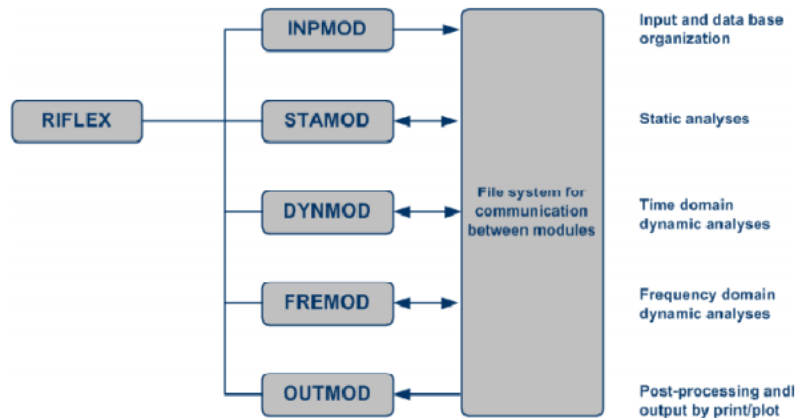 INPMOD
Input and data base
organization
RIFLEX
STAMOD
Static analyses
File system for
communication
between modules
DYNMOD
Time domain
dynamic analyses
FREMOD
Frequency domain
dynamic analyses
OUTMOD
Post-processing andl
output by print/plot